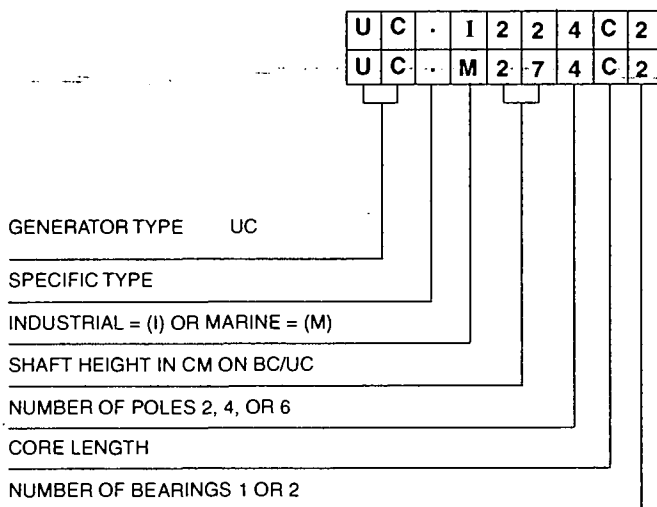 U C . I 2 2 4 C 2
U C . M 2 7 4 C 2
GENERATOR TYPE UC
SPECIFIC TYPE
INDUSTRIAL = (I) OR MARINE = (M)
SHAFT HEIGHT IN CM ON BC/UC
NUMBER OF POLES 2, 4, OR 6
CORE LENGTH
NUMBER OF BEARINGS 1 OR 2